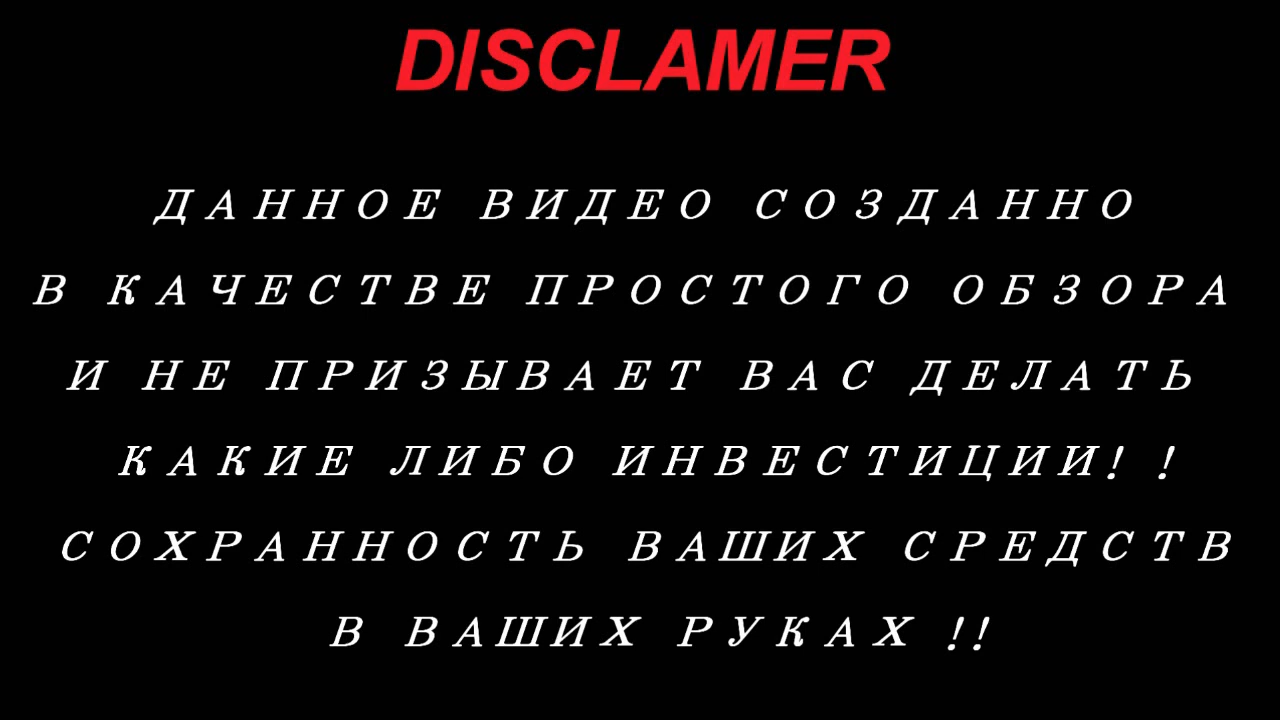 DISCLAMER
ДАННОЕ ВИДЕО СОЗДАННО
В КАЧЕСТВЕ ПРОСТОГО ОБЗОРА
И НЕ ПРИЗЫВАЕТ ВАС ДЕЛАТЬ
КАКИЕ ЛИБО ИНВЕСТИЦИИ! !
СОХРАННОСТЬ ВАШИХ СРЕДСТВ
В ВАШИХ РУКАХ !!